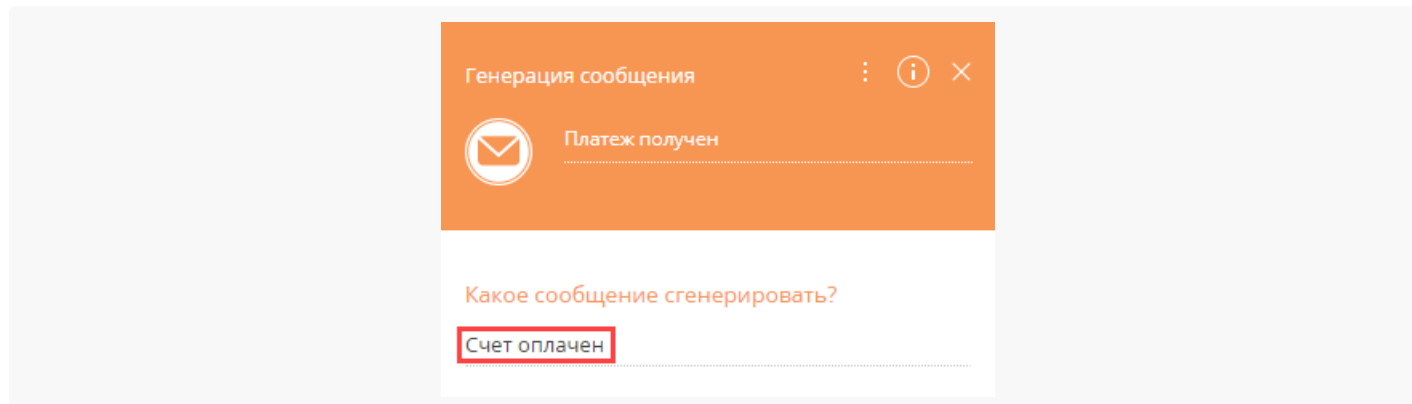 Генерация сообщения
Платеж получен
Какое сообщение сгенерировать?
Счет оплачен